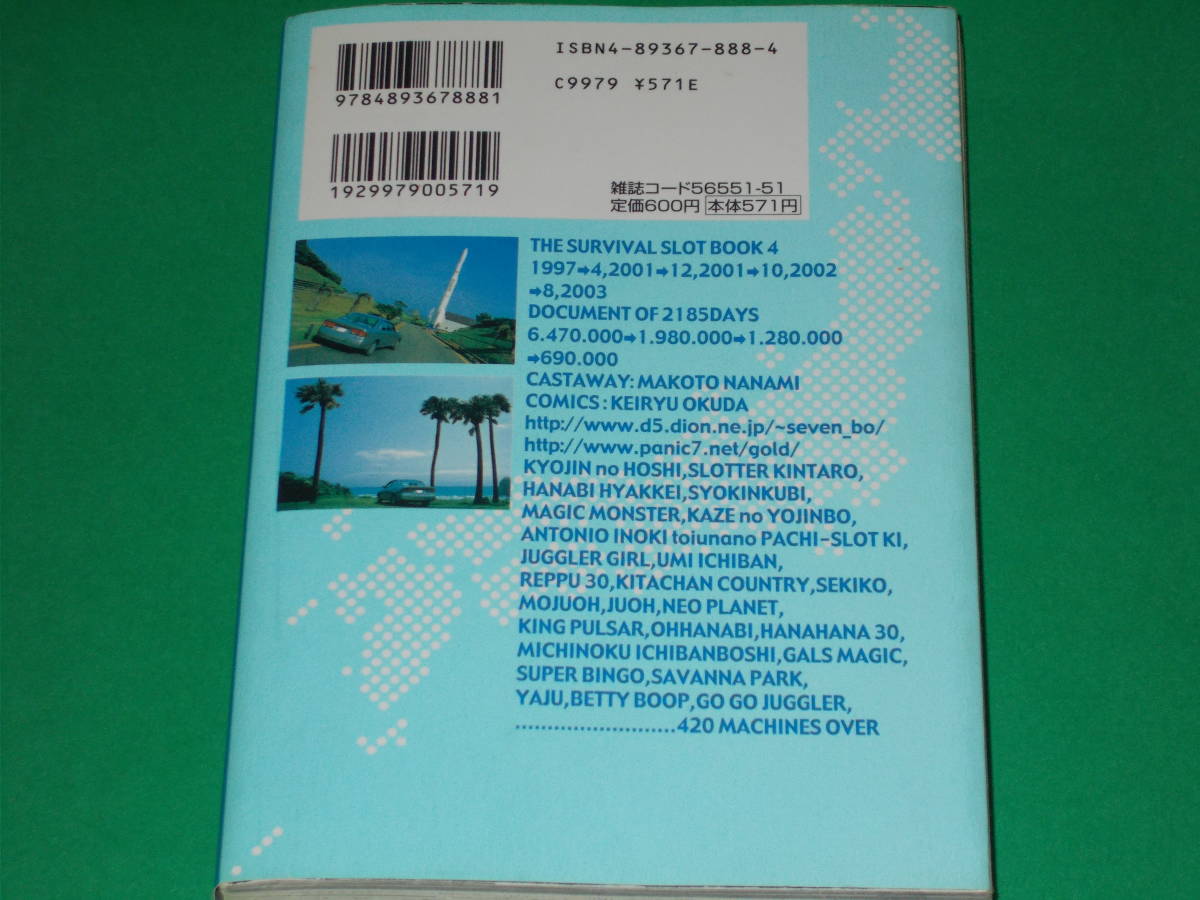 ISBN4-89367-888-4
C9979 ¥571E
9784893678881
1929979005719
雑誌コード56551-51
定価600円 本体571円
THE SURVIVAL SLOT BOOK 4
1997➔4,2001➔12,2001➔10,2002
➔8,2003
DOCUMENT OF 2185DAYS
6.470.000➔1.980.000➔1.280.000
➔690.000
CASTAWAY: MAKOTO NANAMI
COMICS : KEIRYU OKUDA
http://www.d5.dion.ne.jp/~seven_bo/
http://www.panic7.net/gold/
KYOJIN no HOSHI,SLOTTER KINTARO,
HANABI HYAKKEI,SYOKINKUBI,
MAGIC MONSTER,KAZE no YOJINBO,
ANTONIO INOKI toiunano PACHI-SLOT KI,
JUGGLER GIRL,UMI ICHIBAN,
REPPU 30,KITACHAN COUNTRY,SEKIKO,
MOJUOH,JUOH,NEO PLANET,
KING PULSAR,OHHANABI,HANAHANA 30,
MICHINOKU ICHIBANBOSHI,GALS MAGIC,
SUPER BINGO,SAVANNA PARK,
YAJU,BETTY BOOP,GO GO JUGGLER,
.........................420 MACHINES OVER